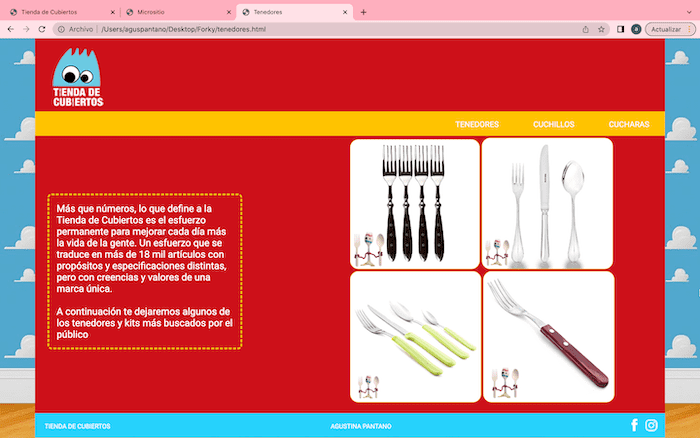 Tienda de Cubiertos
Micrositio
Tenedores
Archivo
/Users/aguspantano/Desktop/Forky/tenedores.html
a
Actualizar
TIENDA DE
CUBIERTOS
TENEDORES
CUCHILLOS
CUCHARAS
Más que números, lo que define a la
Tienda de Cubiertos es el esfuerzo
permanente para mejorar cada día más
la vida de la gente. Un esfuerzo que se
traduce en más de 18 mil artículos con
propósitos y especificaciones distintas,
pero con creencias y valores de una
marca única.
A continuación te dejaremos algunos de
los tenedores y kits más buscados por el
público
TIENDA DE CUBIERTOS
AGUSTINA PANTANO